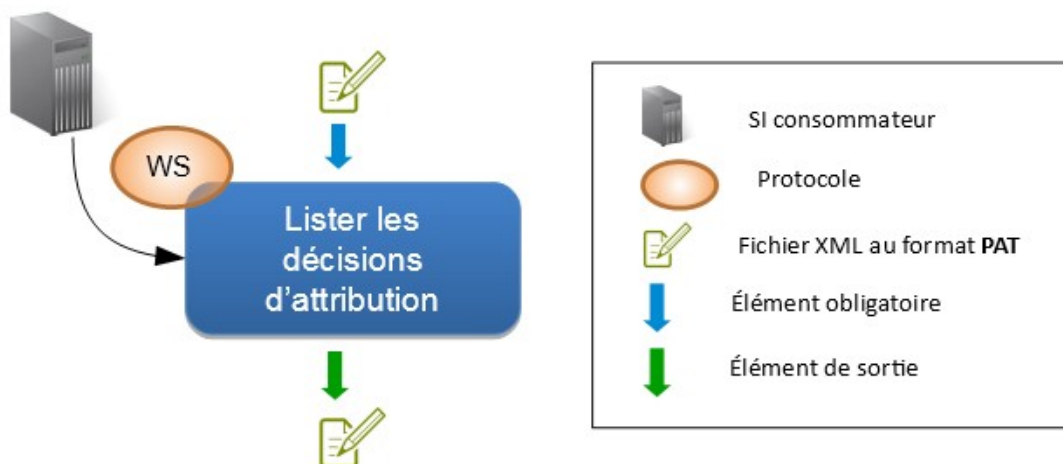 WS
Lister les
décisions
d'attribution
SI consommateur
Protocole
Fichier XML au format PAT
Élément obligatoire
Élément de sortie